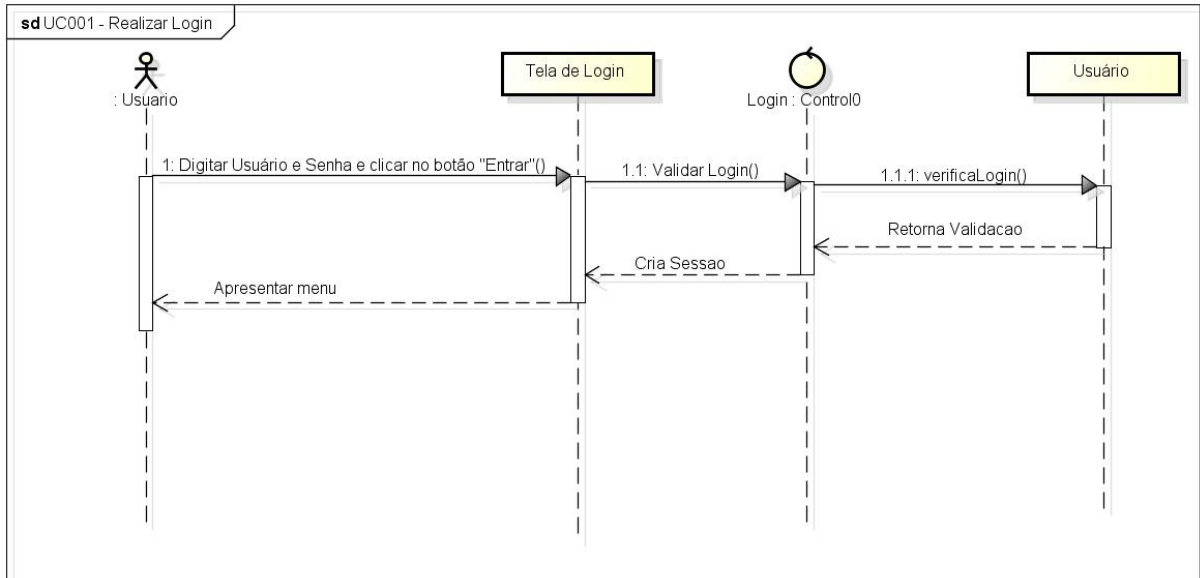 sd UC001 - Realizar Login
: Usuario
Tela de Login
Login : Control0
Usuário
1: Digitar Usuário e Senha e clicar no botão "Entrar"()
1.1: Validar Login()
1.1.1: verificaLogin()
Retorna Validacao
Cria Sessao
Apresentar menu